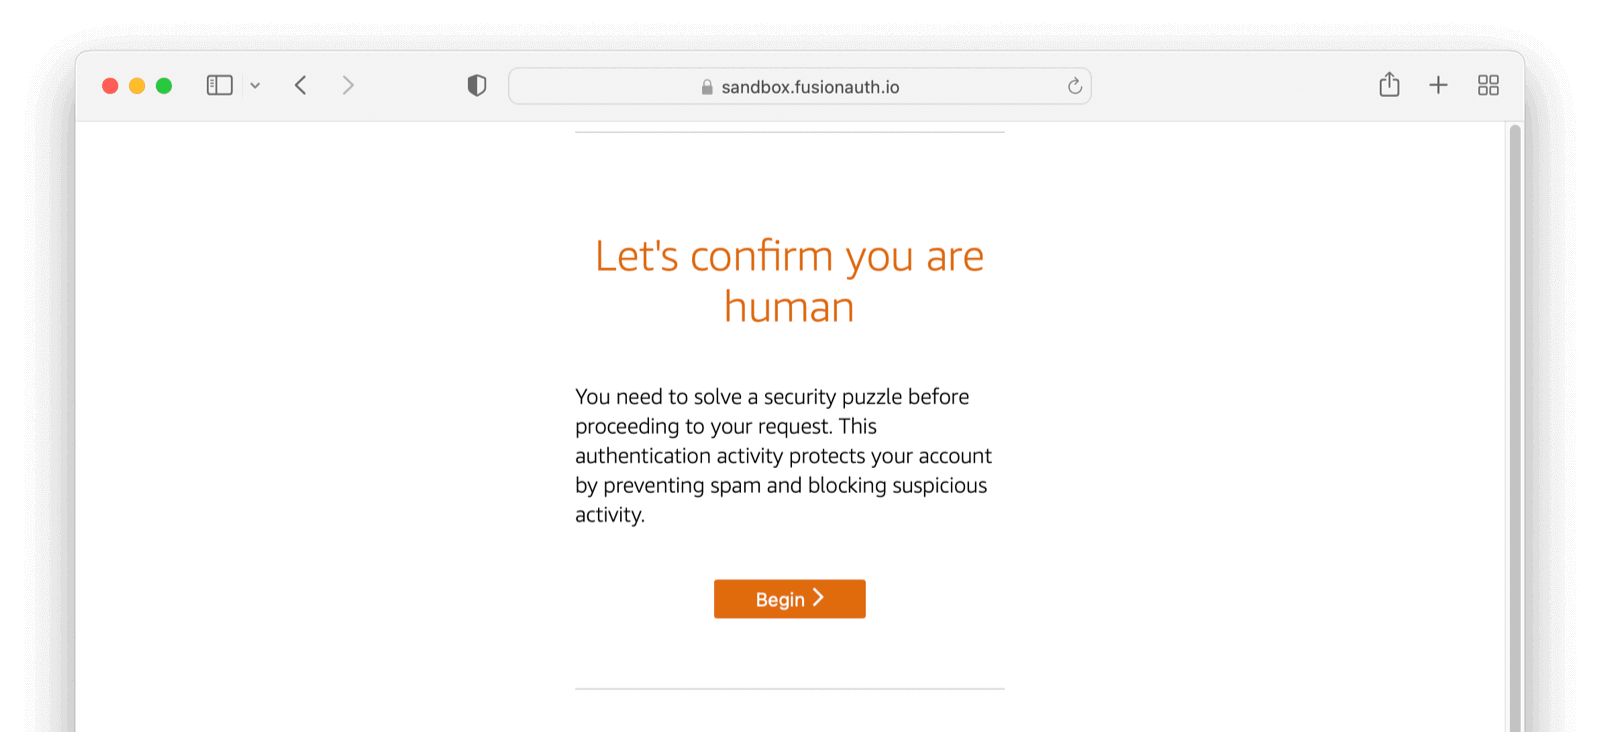 sandbox.fusionauth.io
Let's confirm you are
human
You need to solve a security puzzle before
proceeding to your request. This
authentication activity protects your account
by preventing spam and blocking suspicious
activity.
Begin